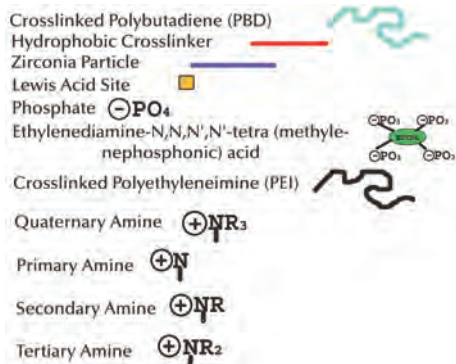 Crosslinked Polybutadiene (PBD)
Hydrophobic Crosslinker
Zirconia Particle
Lewis Acid Site
Phosphate ⊖PO₄
Ethylenediamine-N,N,N',N'-tetra (methyle-
nephosphonic) acid
⊖PO₃ ⊖PO₃
⊖PO₃ ⊖PO₃
Crosslinked Polyethyleneimine (PEI)
Quaternary Amine ⊕NR₃
Primary Amine ⊕N
Secondary Amine ⊕NR
Tertiary Amine ⊕NR₂